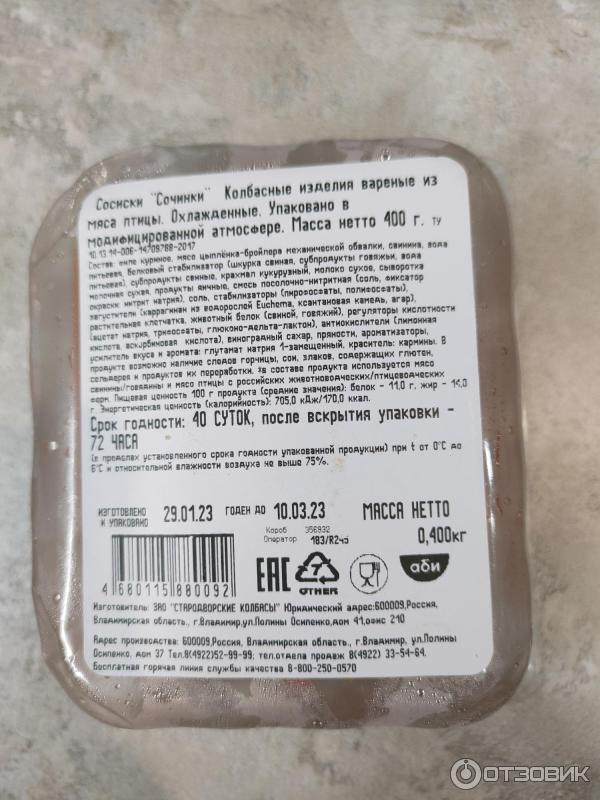 Сосиски "Сочинки" Колбасные изделия вареные из
мяса птицы. Охлажденные. Упаковано в
модифицированной атмосфере. Масса нетто 400 г. ТУ
10.13.14-006-14709788-2017
Состав: филе куриное, мясо цыплёнка-бройлера механической обвалки, свинина, вода
питьевая, белковый стабилизатор (шкурка свиная, субпродукты говяжьи, вода
питьевая), субпродукты свиные, крахмал кукурузный, молоко сухое, сыворотка
молочная сухая, продукты яичные, смесь посолочно-нитритная (соль, фиксатор
окраски: нитрит натрия), соль, стабилизаторы (пирофосфаты, полифосфаты),
загустители (каррагинан из водорослей Euchema, ксантановая камедь, агар),
растительная клетчатка, животный белок (свиной, говяжий), регуляторы кислотности
(ацетат натрия, трифосфаты, глюконо-дельта-лактон), антиокислители (лимонная
кислота, аскорбиновая кислота), виноградный сахар, пряности, ароматизаторы,
усилитель вкуса и аромата: глутамат натрия 1-замещенный, краситель: кармины. В
продукте возможно наличие следов горчицы, сои, злаков, содержащих глютен,
сельдерея и продуктов их переработки. В составе продукта используется мясо
свинины/говядины и мясо птицы с российских животноводческих/птицеводческих
ферм. Пищевая ценность 100 г продукта (средние значения): белок - 11,0 г. жир -
г. Энергетическая ценность (калорийность): 705,0 кДж/170,0 ккал.
Срок годности: 40 СУТОК, после вскрытия упаковки -
72 ЧАСА
(в пределах установленного срока годности упакованной продукции) при t от 0°С до
6°С и относительной влажности воздуха не выше 75%.
ИЗГОТОВЛЕНО И УПАКОВАНО 29.01.23 ГОДЕН ДО 10.03.23 МАССА НЕТТО
Короб 356932 0,400кг
Оператор 183/R245
4 680115 880092
EAC 7 OTHER аби
Изготовитель: ЗАО "СТАРОДВОРСКИЕ КОЛБАСЫ" Юридический адрес:600009,Россия,
Владимирская область, г.Владимир,ул.Полины Осипенко,дом 41,офис 210
Адрес производства: 600009,Россия, Владимирская область, г.Владимир, ул.Полины
Осипенко, дом 37 Тел.8(4922)52-99-99; тел.отдела продаж 8(4922) 33-54-64.
Бесплатная горячая линия службы качества 8-800-250-0570
ОТЗОВИК